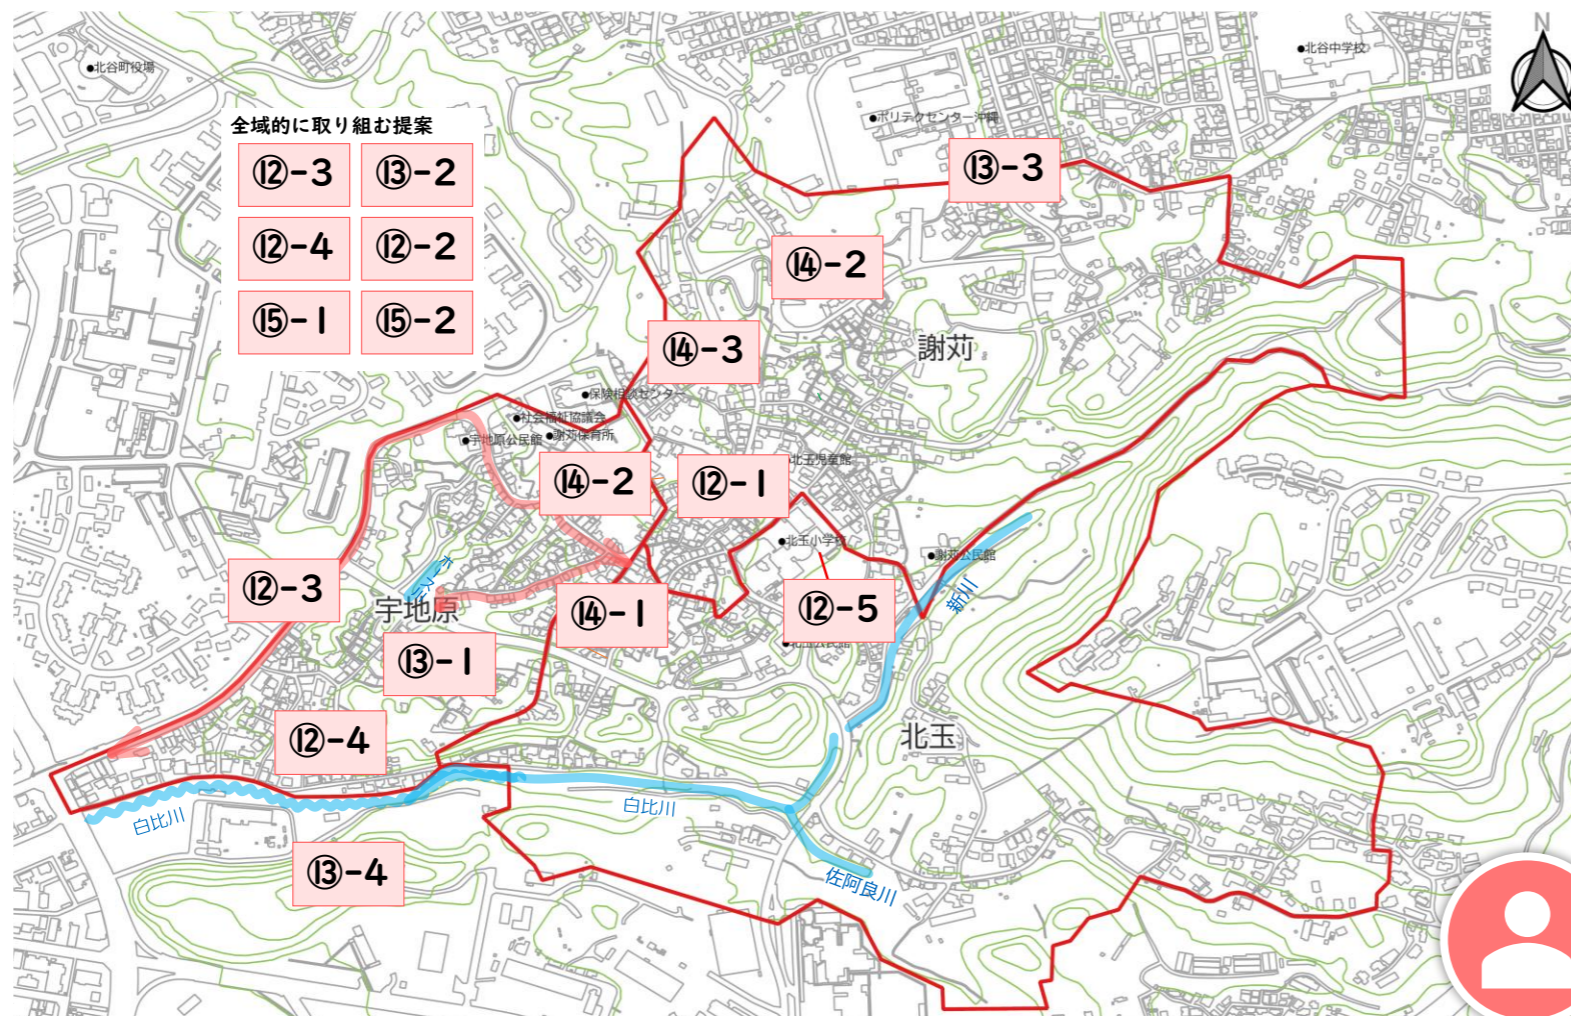 N
●北谷町役場
●北谷中学校
●ポリテクセンター沖縄
全域的に取り組む提案
⑫-3
⑬-2
⑫-4
⑫-2
⑮-1
⑮-2
⑬-3
⑭-2
⑭-3
謝苅
●保険相談センター
●社会福祉協議会
●宇地原公民館
●謝苅保育所
⑭-2
⑫-1
●北玉児童館
●北玉小学校
●謝苅公民館
⑫-3
宇地原
⑭-1
⑫-5
新川
●北玉公民館
⑬-1
⑫-4
北玉
白比川
白比川
⑬-4
佐阿良川